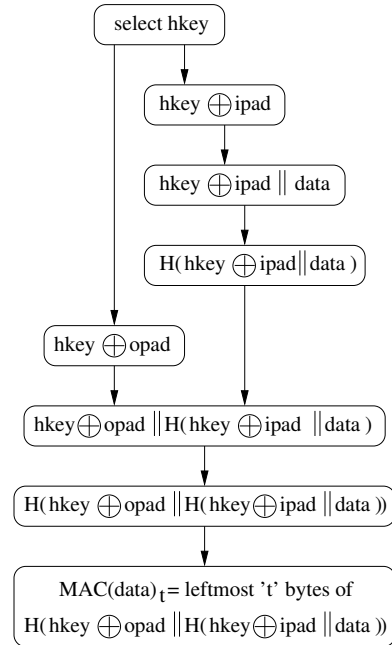 select hkey
hkey ⊕ ipad
hkey ⊕ ipad || data
H(hkey ⊕ ipad||data)
hkey ⊕ opad
hkey⊕opad ||H(hkey ⊕ ipad ||data)
H(hkey ⊕ opad ||H(hkey⊕ipad ||data))
MAC(data)t = leftmost 't' bytes of
H(hkey ⊕ opad ||H(hkey⊕ipad ||data))